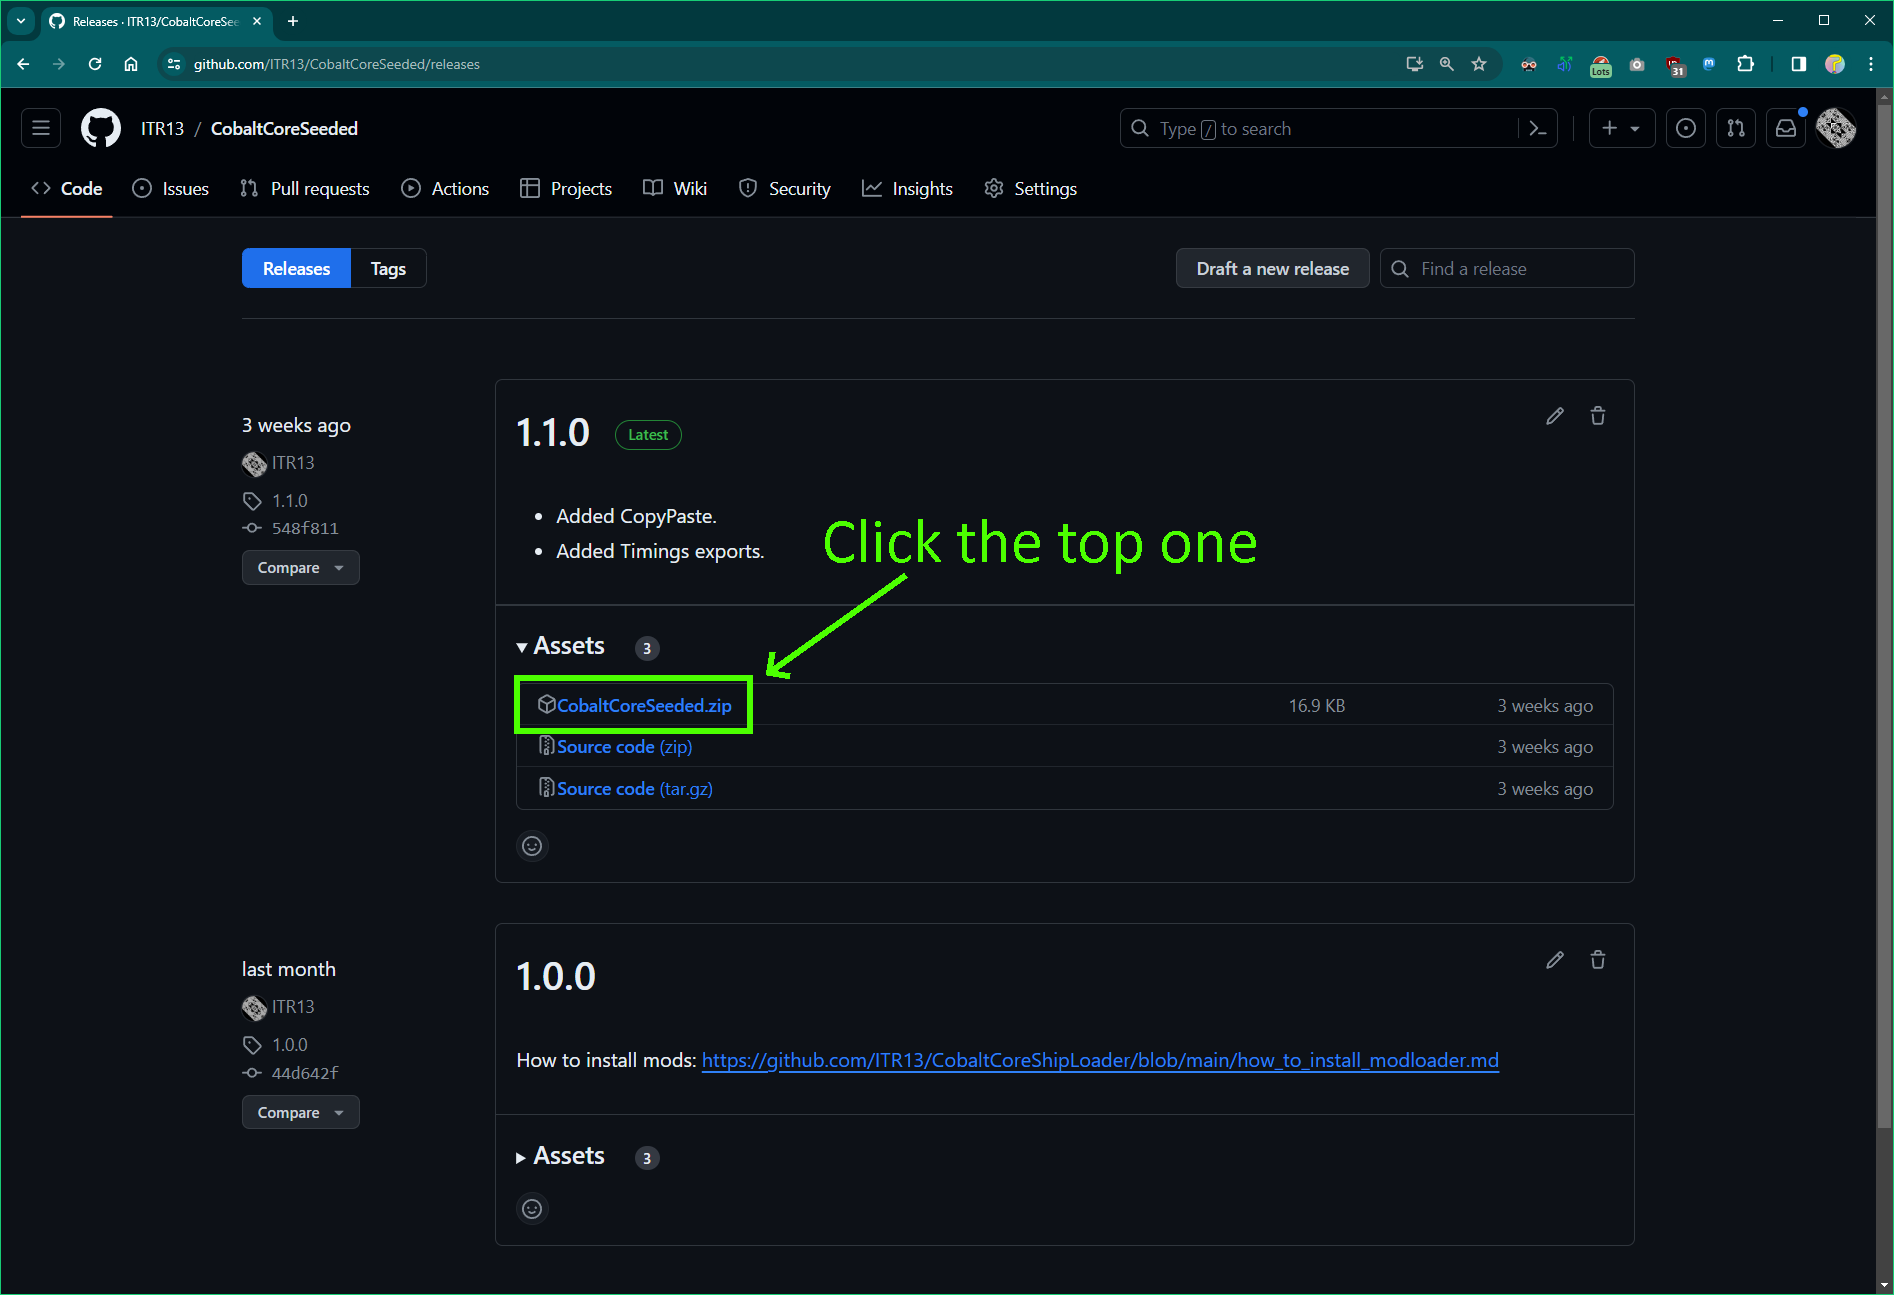 Releases · ITR13/CobaltCoreSee
github.com/ITR13/CobaltCoreSeeded/releases
Lots
31
ITR13 / CobaltCoreSeeded
Type / to search
Code
Issues
Pull requests
Actions
Projects
Wiki
Security
Insights
Settings
Releases
Tags
Draft a new release
Find a release
3 weeks ago
ITR13
1.1.0
548f811
Compare
1.1.0
Latest
Added CopyPaste.
Added Timings exports.
Click the top one
Assets 3
CobaltCoreSeeded.zip 16.9 KB 3 weeks ago
Source code (zip) 3 weeks ago
Source code (tar.gz) 3 weeks ago
last month
ITR13
1.0.0
44d642f
Compare
1.0.0
How to install mods: https://github.com/ITR13/CobaltCoreShipLoader/blob/main/how_to_install_modloader.md
Assets 3